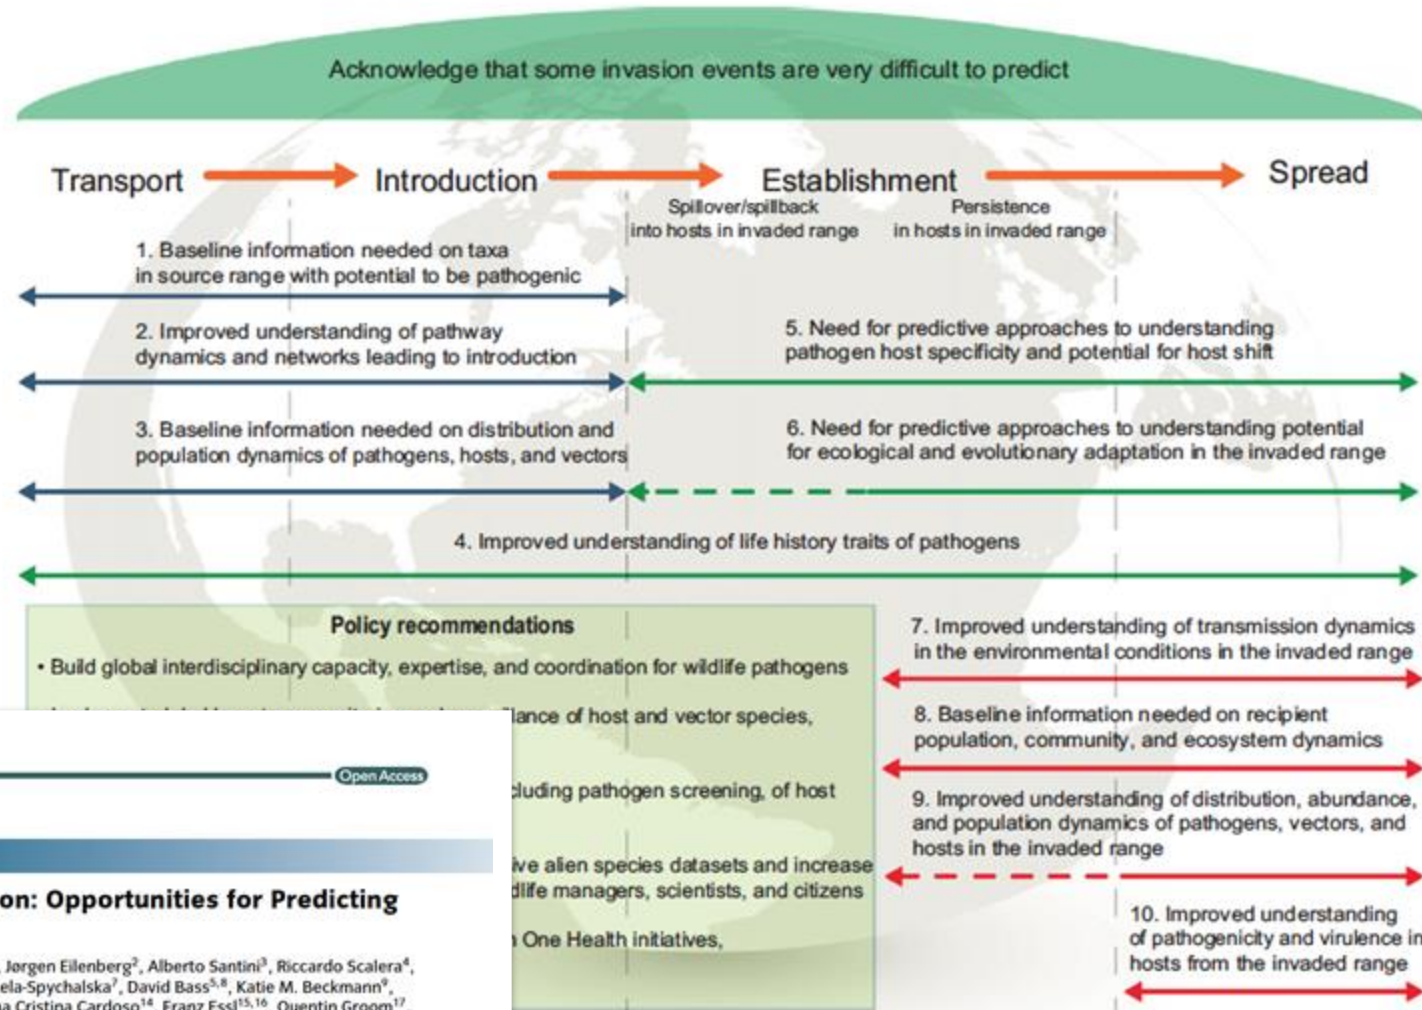 Acknowledge that some invasion events are very difficult to predict
Transport
Introduction
Establishment
Spread
Spillover/spillback
into hosts in invaded range
Persistence
in hosts in invaded range
1. Baseline information needed on taxa
in source range with potential to be pathogenic
2. Improved understanding of pathway
dynamics and networks leading to introduction
3. Baseline information needed on distribution and
population dynamics of pathogens, hosts, and vectors
5. Need for predictive approaches to understanding
pathogen host specificity and potential for host shift
6. Need for predictive approaches to understanding potential
for ecological and evolutionary adaptation in the invaded range
4. Improved understanding of life history traits of pathogens
Policy recommendations
• Build global interdisciplinary capacity, expertise, and coordination for wildlife pathogens
lance of host and vector species,
cluding pathogen screening, of host
ive alien species datasets and increase
dlife managers, scientists, and citizens
One Health initiatives,
7. Improved understanding of transmission dynamics
in the environmental conditions in the invaded range
8. Baseline information needed on recipient
population, community, and ecosystem dynamics
9. Improved understanding of distribution, abundance,
and population dynamics of pathogens, vectors, and
hosts in the invaded range
10. Improved understanding
of pathogenicity and virulence in
hosts from the invaded range
Open Access
on: Opportunities for Predicting
, Jørgen Eilenberg², Alberto Santini³, Riccardo Scalera⁴,
ela-Spychalska⁷, David Bass⁵,⁸, Katie M. Beckmann⁹,
na Cristina Cardoso¹⁴, Franz Essl¹⁵,¹⁶, Quentin Groom¹⁷,